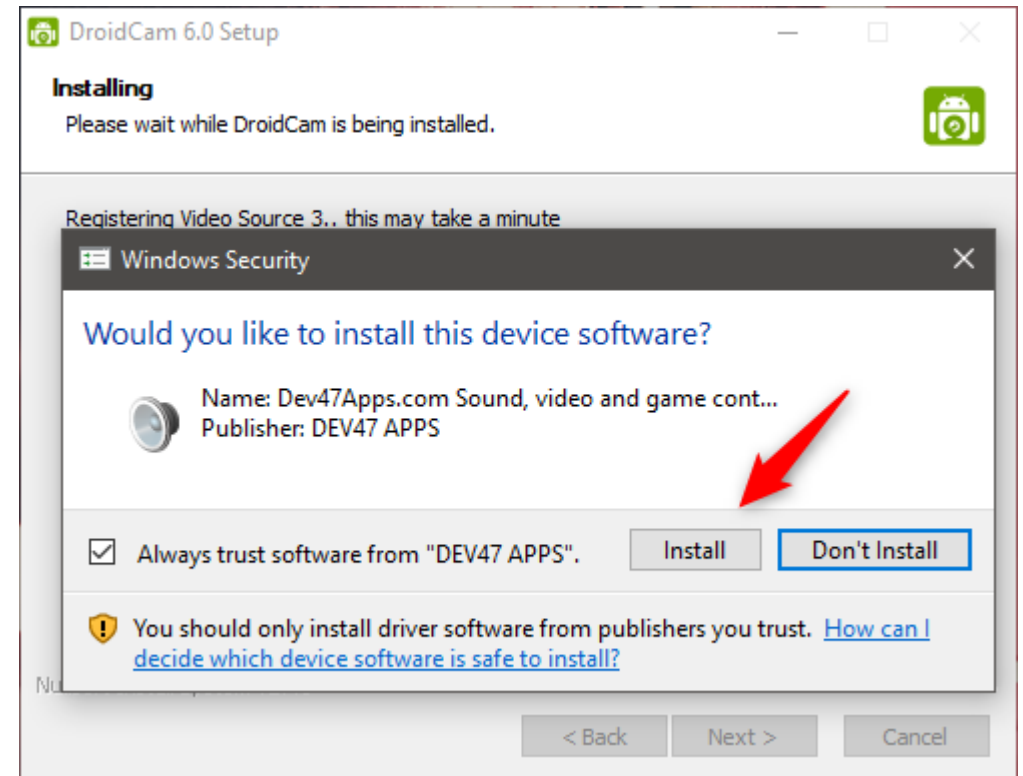 DroidCam 6.0 Setup
Installing
Please wait while DroidCam is being installed.
Registering Video Source 3.. this may take a minute
Windows Security
Would you like to install this device software?
Name: Dev47Apps.com Sound, video and game cont...
Publisher: DEV47 APPS
Always trust software from "DEV47 APPS".
Install
Don't Install
You should only install driver software from publishers you trust. How can I
decide which device software is safe to install?
< Back
Next >
Cancel